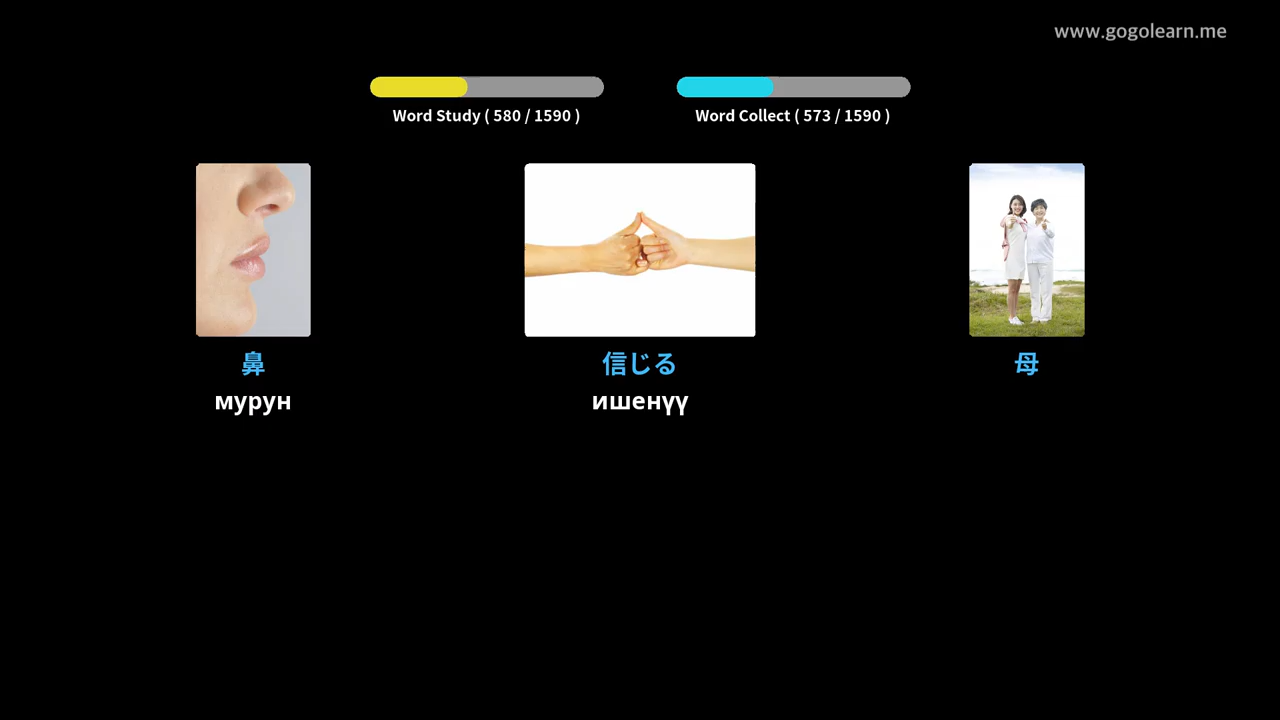 www.gogolearn.me
Word Study ( 580 / 1590 )
Word Collect ( 573 / 1590 )
鼻
信じる
母
мурун
ишенүү